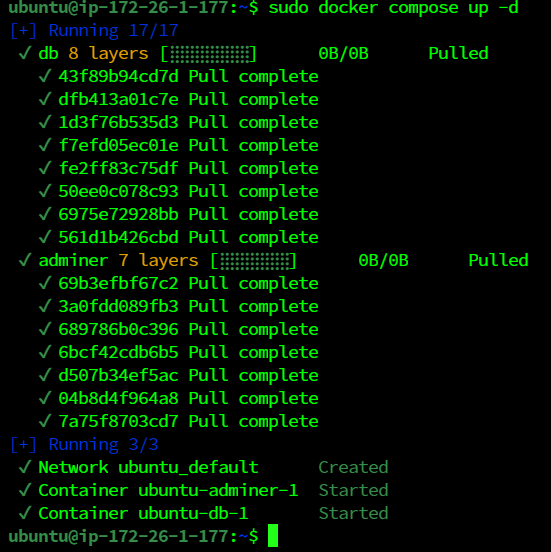 ubuntu@ip-172-26-1-177:~$ sudo docker compose up -d
[+] Running 17/17
✓ db 8 layers [⣿⣿⣿⣿⣿⣿⣿⣿] 0B/0B Pulled
✓ 43f89b94cd7d Pull complete
✓ dfb413a01c7e Pull complete
✓ 1d3f76b535d3 Pull complete
✓ f7efd05ec01e Pull complete
✓ fe2ff83c75df Pull complete
✓ 50ee0c078c93 Pull complete
✓ 6975e72928bb Pull complete
✓ 561d1b426cbd Pull complete
✓ adminer 7 layers [⣿⣿⣿⣿⣿⣿⣿] 0B/0B Pulled
✓ 69b3efbf67c2 Pull complete
✓ 3a0fdd089fb3 Pull complete
✓ 689786b0c396 Pull complete
✓ 6bcf42cdb6b5 Pull complete
✓ d507b34ef5ac Pull complete
✓ 04b8d4f964a8 Pull complete
✓ 7a75f8703cd7 Pull complete
[+] Running 3/3
✓ Network ubuntu_default Created
✓ Container ubuntu-adminer-1 Started
✓ Container ubuntu-db-1 Started
ubuntu@ip-172-26-1-177:~$